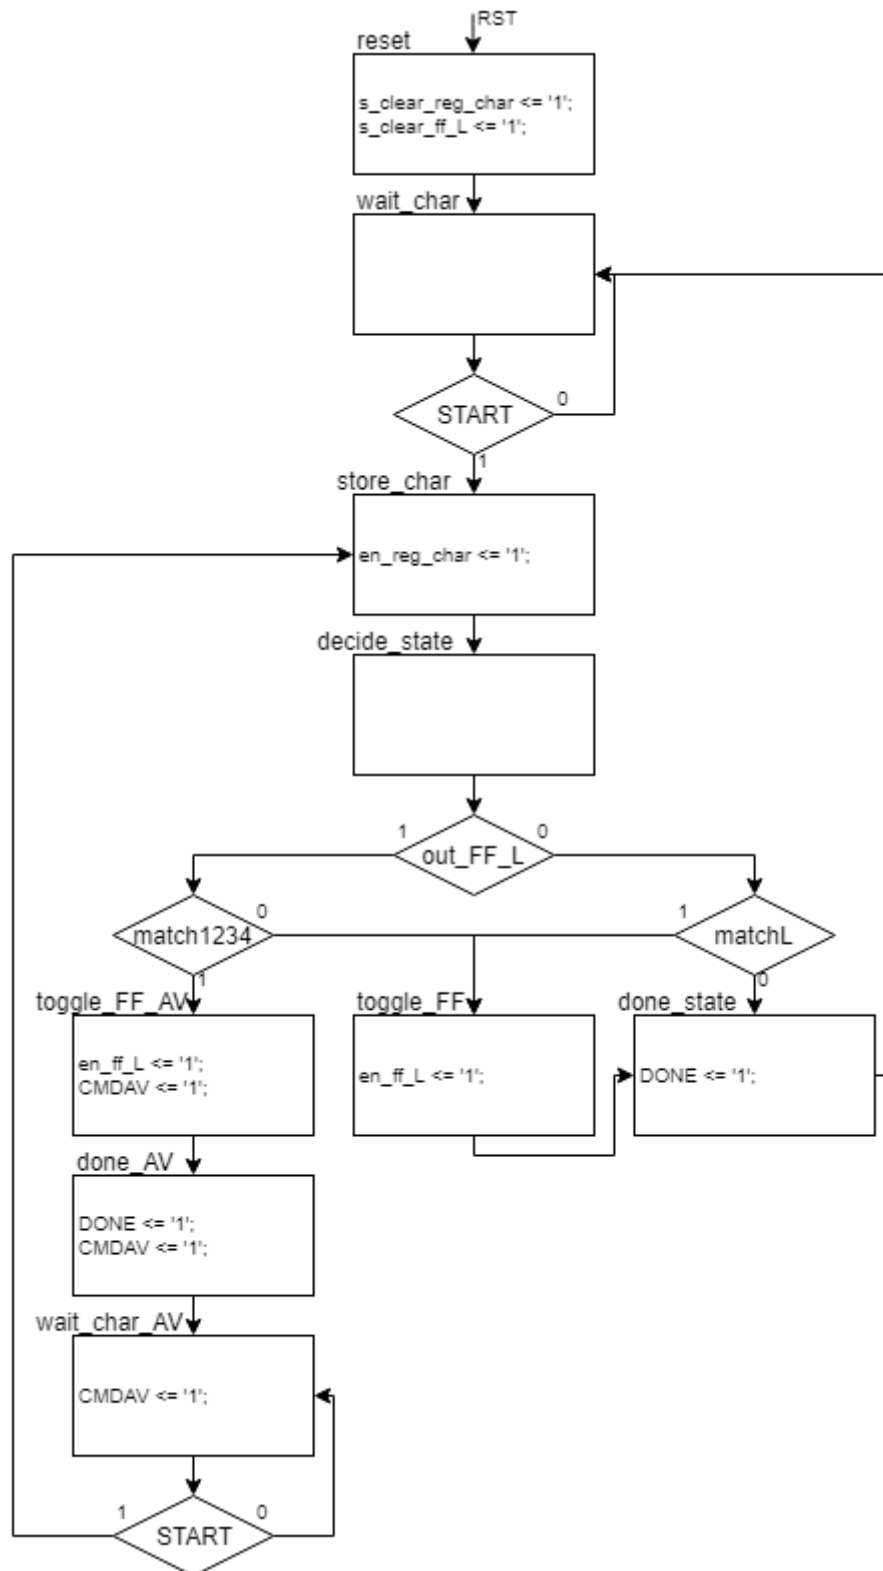 RST
reset
s_clear_reg_char <= '1';
s_clear_ff_L <= '1';
wait_char
START
0
1
store_char
en_reg_char <= '1';
decide_state
1
0
out_FF_L
0
1
match1234
matchL
1
0
toggle_FF_AV
toggle_FF
done_state
en_ff_L <= '1';
CMDAV <= '1';
en_ff_L <= '1';
DONE <= '1';
done_AV
DONE <= '1';
CMDAV <= '1';
wait_char_AV
CMDAV <= '1';
1
0
START